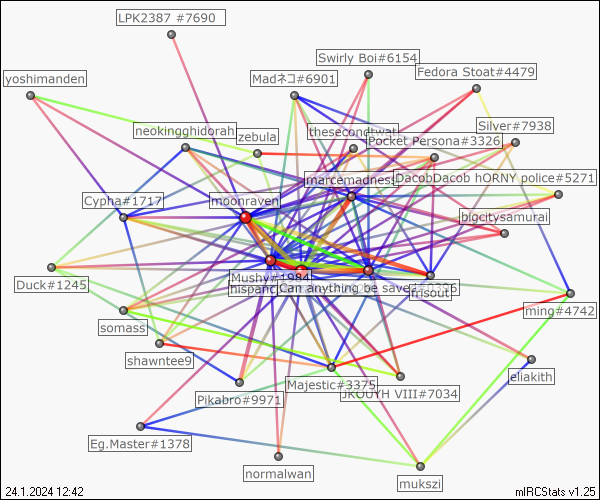 LPK2387 #7690
Swirly Boi#6154
Fedora Stoat#4479
yoshimanden
Madネコ#6901
Silver#7938
neokingghidorah
thesecondtwat
zebula
Pocket Persona#3326
marcemadness
DacobDacob hORNY police#5271
Cypha#1717
moonraven
bigcitysamurai
Mushy#1984
Duck#1245
Can anything be saved?
frisout
ming#4742
somass
shawntee9
eliakith
Pikabro#9971
Majestic#3375
JKOUYH VIII#7034
Eg.Master#1378
normalwan
mukszi
24.1.2024 12:42
mIRCStats v1.25